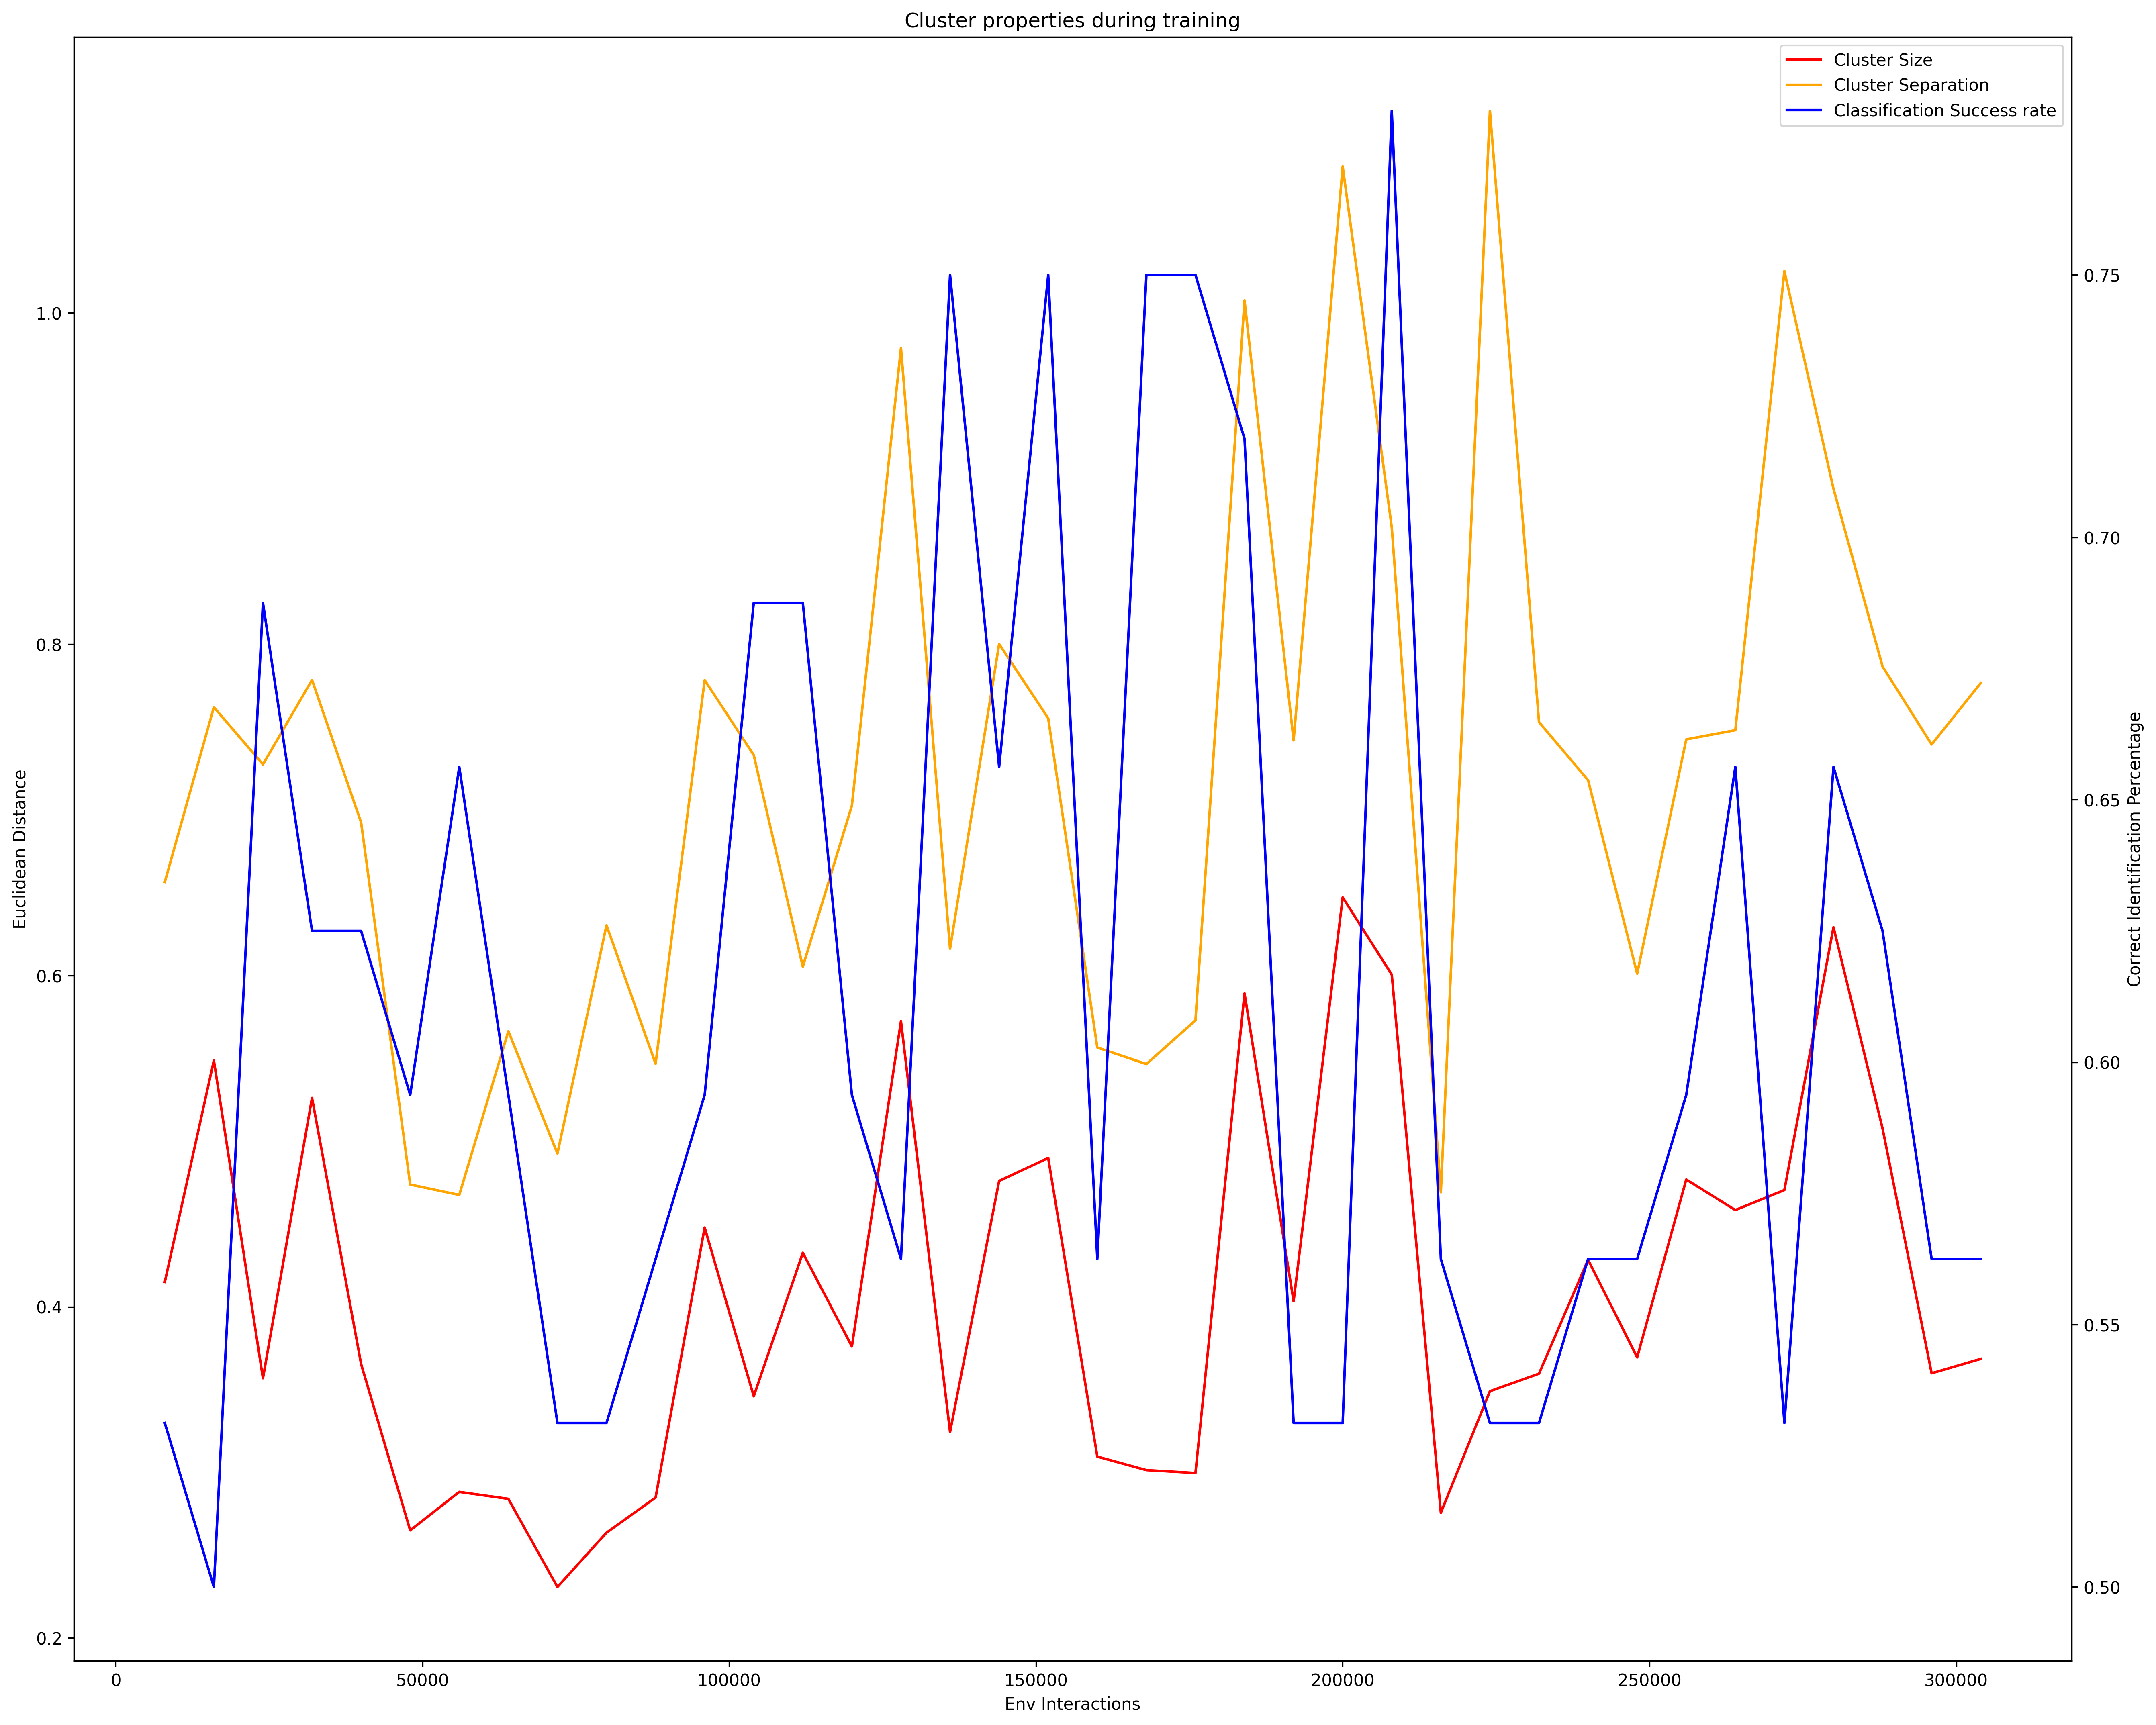 Cluster properties during training
Cluster Size
Cluster Separation
Classification Success rate
1.0
0.8
0.6
0.4
0.2
Euclidean Distance
0.75
0.70
0.65
0.60
0.55
0.50
Correct Identification Percentage
0 50000 100000 150000 200000 250000 300000
Env Interactions